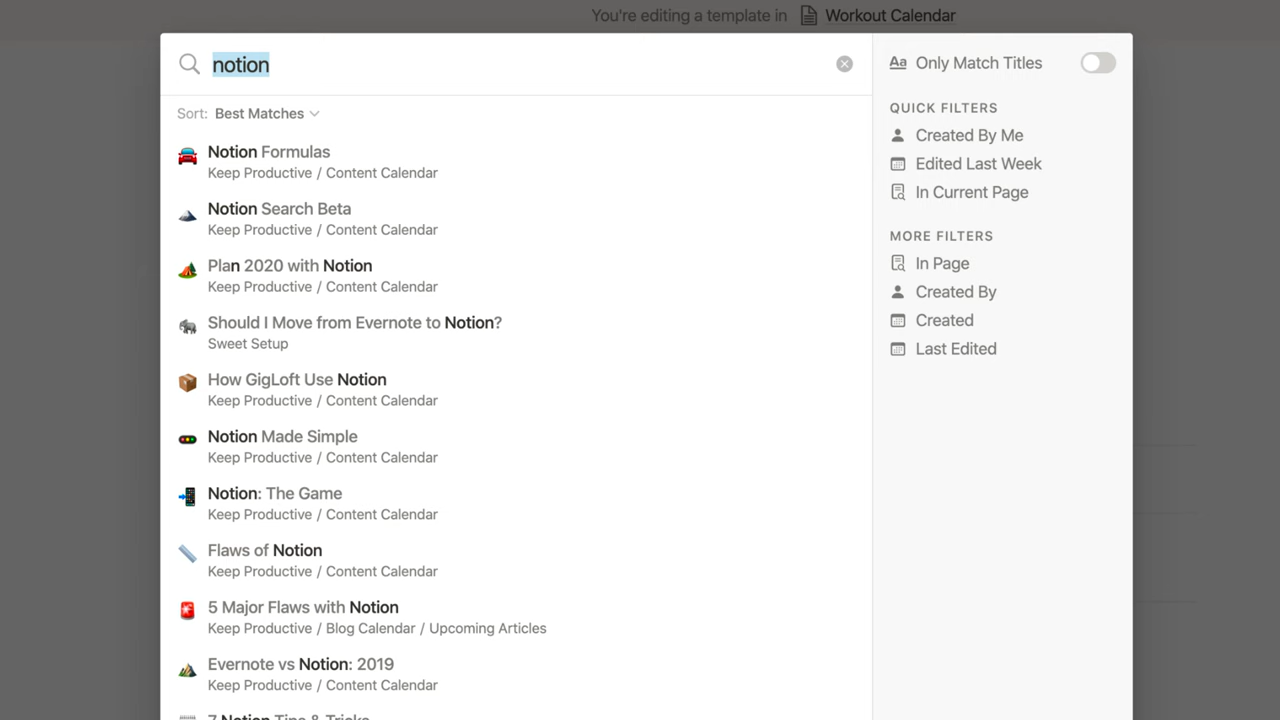 You're editing a template in Workout Calendar
notion
Sort: Best Matches
Notion Formulas
Keep Productive / Content Calendar
Notion Search Beta
Keep Productive / Content Calendar
Plan 2020 with Notion
Keep Productive / Content Calendar
Should I Move from Evernote to Notion?
Sweet Setup
How GigLoft Use Notion
Keep Productive / Content Calendar
Notion Made Simple
Keep Productive / Content Calendar
Notion: The Game
Keep Productive / Content Calendar
Flaws of Notion
Keep Productive / Content Calendar
5 Major Flaws with Notion
Keep Productive / Blog Calendar / Upcoming Articles
Evernote vs Notion: 2019
Keep Productive / Content Calendar
7 Notion Tips & Tricks
Aa Only Match Titles
QUICK FILTERS
Created By Me
Edited Last Week
In Current Page
MORE FILTERS
In Page
Created By
Created
Last Edited